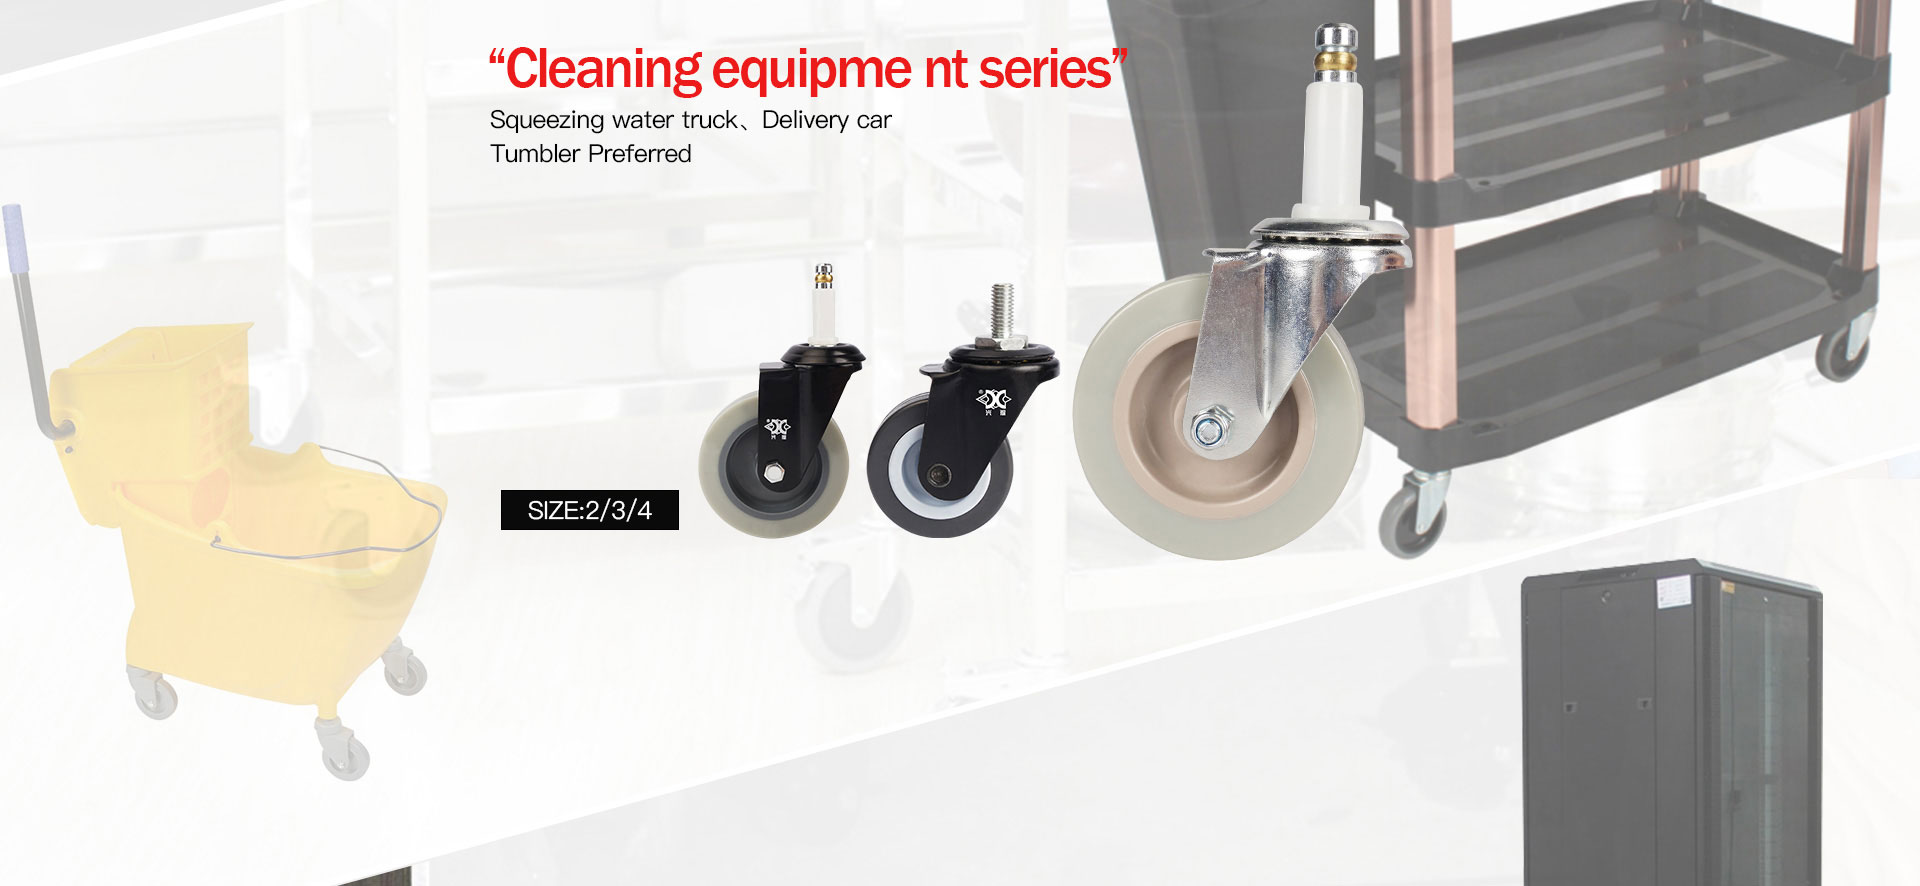 “Cleaning equipme nt series”
Squeezing water truck、Delivery car
Tumbler Preferred
SIZE:2/3/4